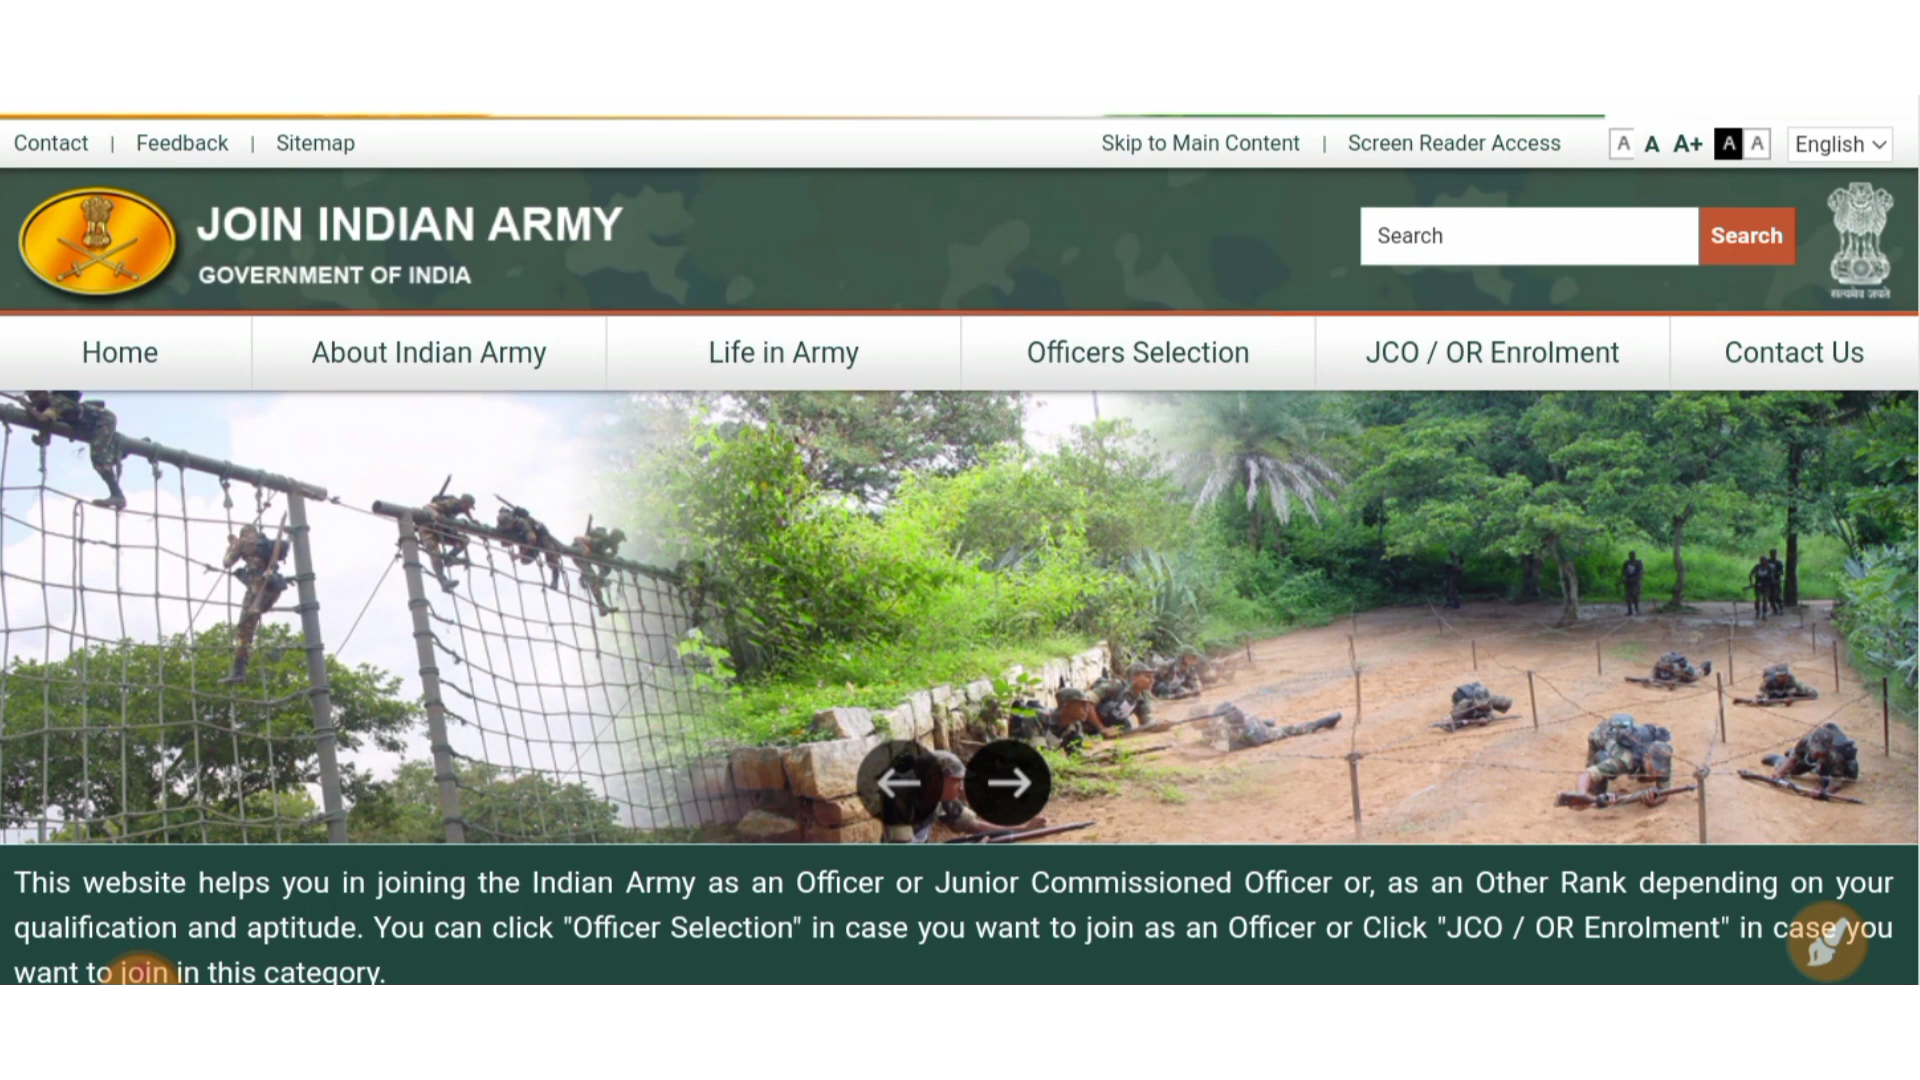 Contact | Feedback | Sitemap
Skip to Main Content | Screen Reader Access A A A+ A A English
JOIN INDIAN ARMY
GOVERNMENT OF INDIA
Search Search
सत्यमेव जयते
Home About Indian Army Life in Army Officers Selection JCO / OR Enrolment Contact Us
This website helps you in joining the Indian Army as an Officer or Junior Commissioned Officer or, as an Other Rank depending on your
qualification and aptitude. You can click "Officer Selection" in case you want to join as an Officer or Click "JCO / OR Enrolment" in case you
want to join in this category.